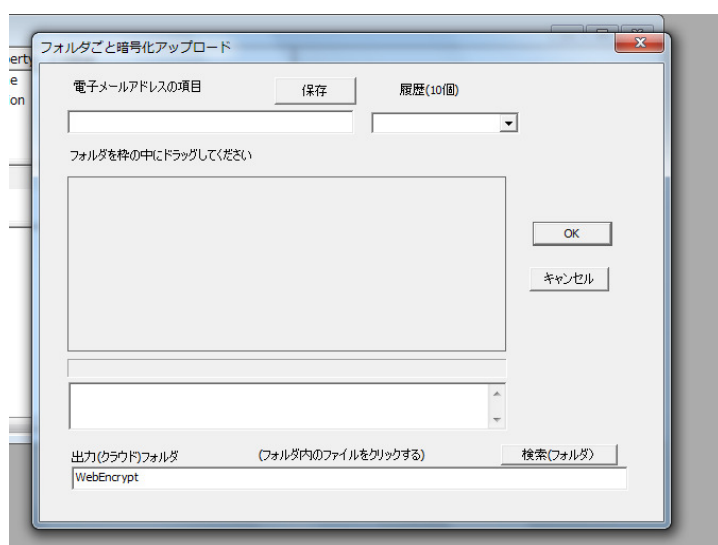 フォルダごと暗号化アップロード
pert
e
on
電子メールアドレスの項目
保存
履歴(10個)
フォルダを枠の中にドラッグしてください
OK
キャンセル
出力(クラウド)フォルダ
(フォルダ内のファイルをクリックする)
検索(フォルダ)
WebEncrypt